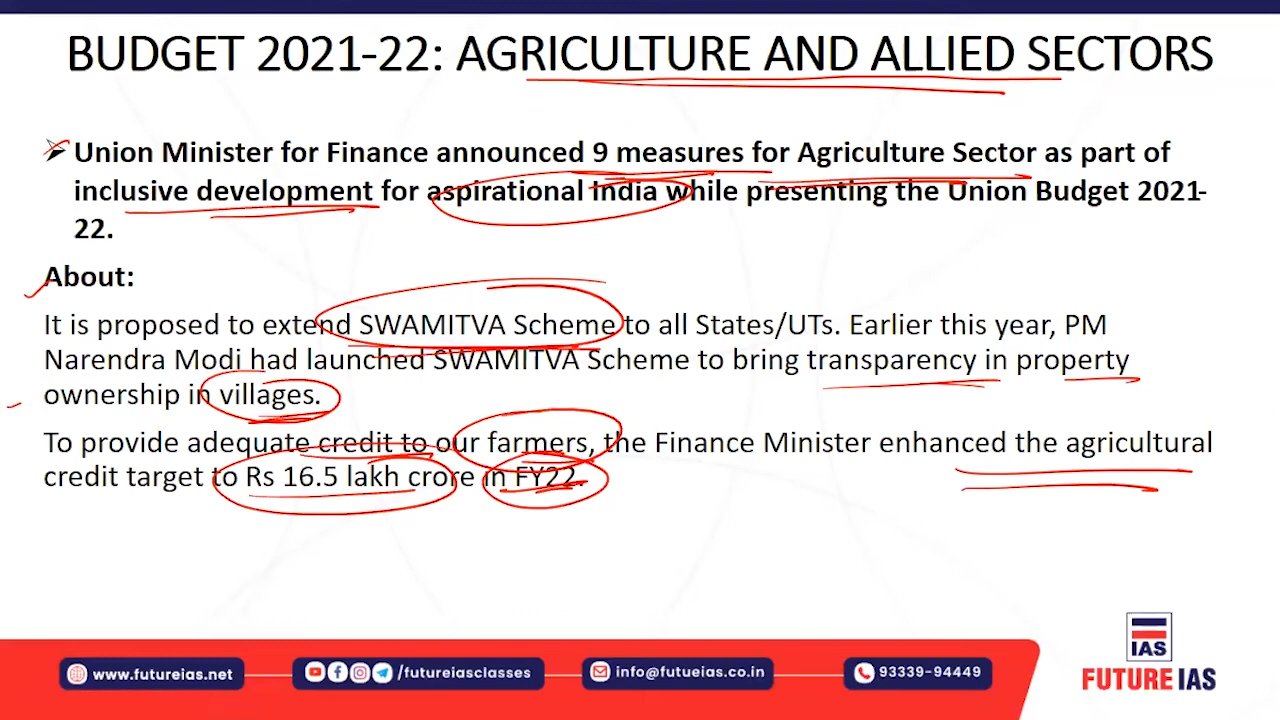 BUDGET 2021-22: AGRICULTURE AND ALLIED SECTORS
Union Minister for Finance announced 9 measures for Agriculture Sector as part of
inclusive development for aspirational India while presenting the Union Budget 2021-
22.
About:
It is proposed to extend SWAMITVA Scheme to all States/UTs. Earlier this year, PM
Narendra Modi had launched SWAMITVA Scheme to bring transparency in property
ownership in villages.
To provide adequate credit to our farmers, the Finance Minister enhanced the agricultural
credit target to Rs 16.5 lakh crore in FY22.
www.futureias.net
/futureiasclasses
info@futueias.co.in
93339-94449
IAS
FUTURE IAS